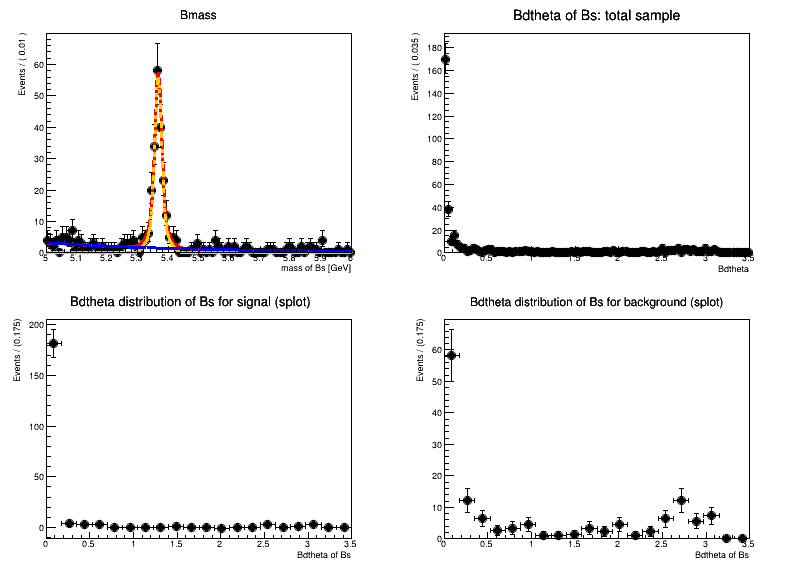 Bmass
Events / ( 0.01 )
60
50
40
30
20
10
0
5 5.1 5.2 5.3 5.4 5.5 5.6 5.7 5.8 5.9 6
mass of Bs [GeV]
Bdtheta of Bs: total sample
Events / ( 0.035 )
180
160
140
120
100
80
60
40
20
0
0 0.5 1 1.5 2 2.5 3 3.5
Bdtheta
Bdtheta distribution of Bs for signal (splot)
Events / (0.175)
200
150
100
50
0
0 0.5 1 1.5 2 2.5 3 3.5
Bdtheta of Bs
Bdtheta distribution of Bs for background (splot)
Events / (0.175)
60
50
40
30
20
10
0
0 0.5 1 1.5 2 2.5 3 3.5
Bdtheta of Bs